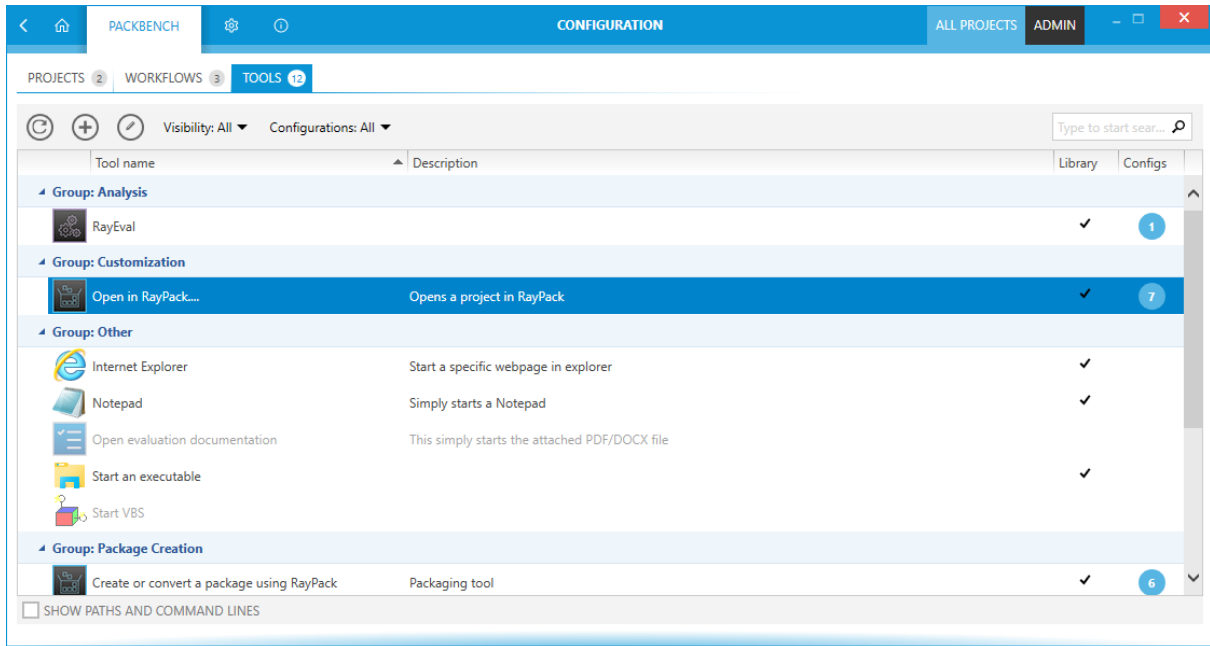 PACKBENCH CONFIGURATION ALL PROJECTS ADMIN
PROJECTS 2 WORKFLOWS 3 TOOLS 12
Visibility: All Configurations: All Type to start sear...
Tool name Description Library Configs
Group: Analysis
RayEval 1
Group: Customization
Open in RayPack.... Opens a project in RayPack 7
Group: Other
Internet Explorer Start a specific webpage in explorer
Notepad Simply starts a Notepad
Open evaluation documentation This simply starts the attached PDF/DOCX file
Start an executable
Start VBS
Group: Package Creation
Create or convert a package using RayPack Packaging tool 6
SHOW PATHS AND COMMAND LINES